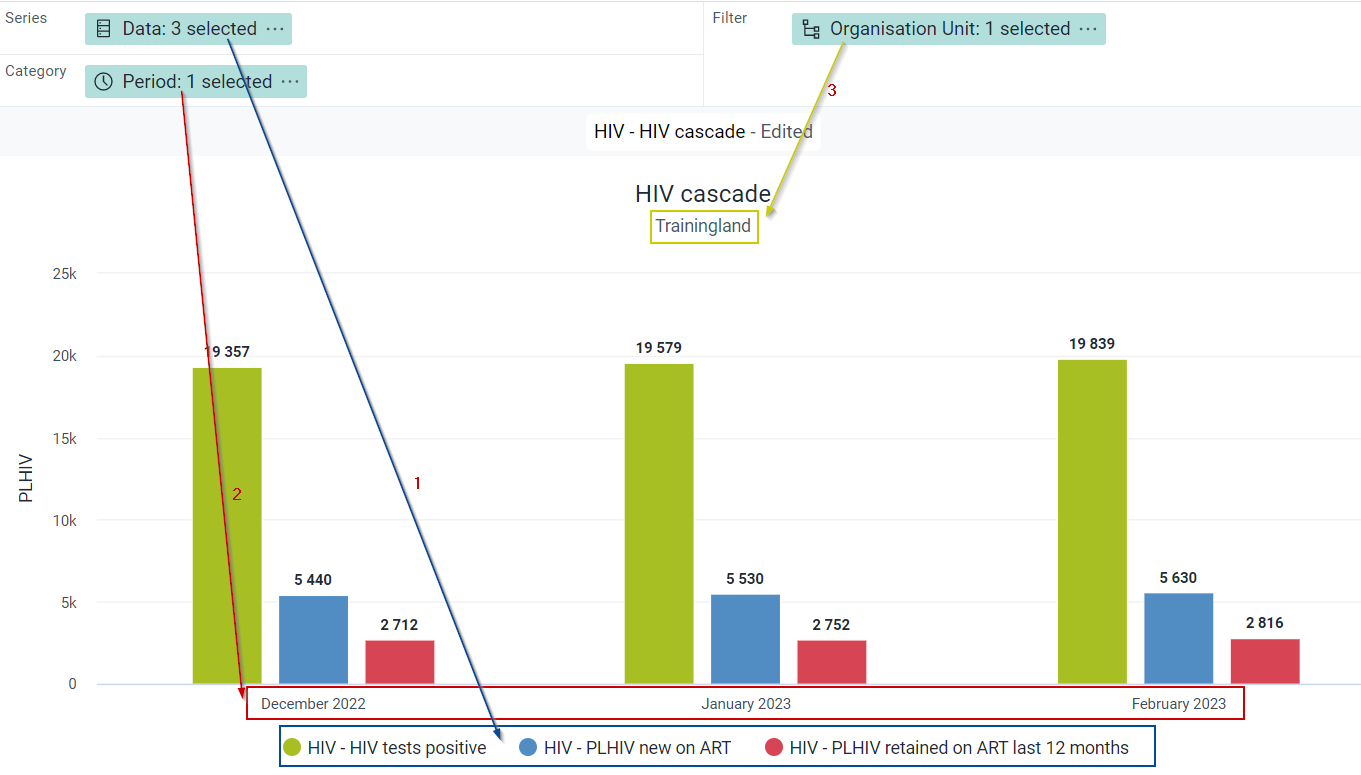 Series
Data: 3 selected ···
Filter
Organisation Unit: 1 selected ···
Category
Period: 1 selected ···
3
HIV - HIV cascade - Edited
HIV cascade
Trainingland
PLHIV
25k
20k
15k
10k
5k
0
19 357
5 440
2 712
19 579
5 530
2 752
19 839
5 630
2 816
1
2
December 2022
January 2023
February 2023
HIV - HIV tests positive
HIV - PLHIV new on ART
HIV - PLHIV retained on ART last 12 months